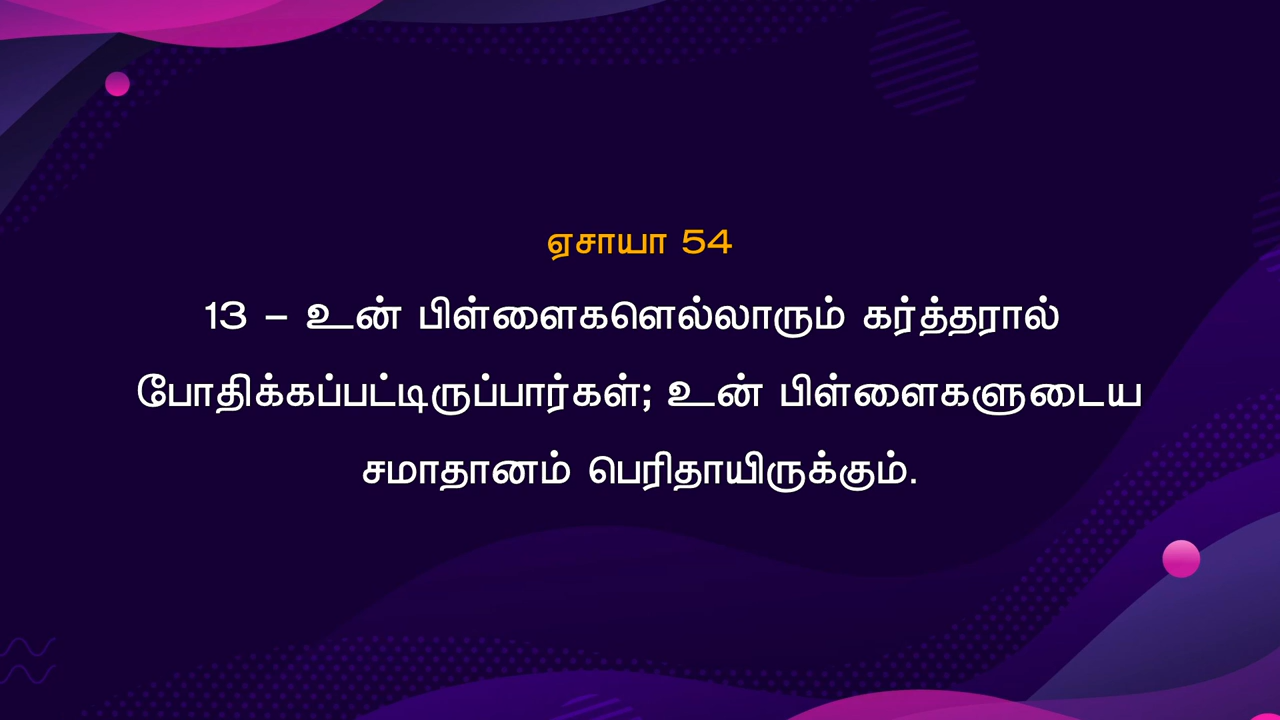 ஏசாயா 54
13 – உன் பிள்ளைகளெல்லாரும் கர்த்தரால்
போதிக்கப்பட்டிருப்பார்கள்; உன் பிள்ளைகளுடைய
சமாதானம் பெரிதாயிருக்கும்.